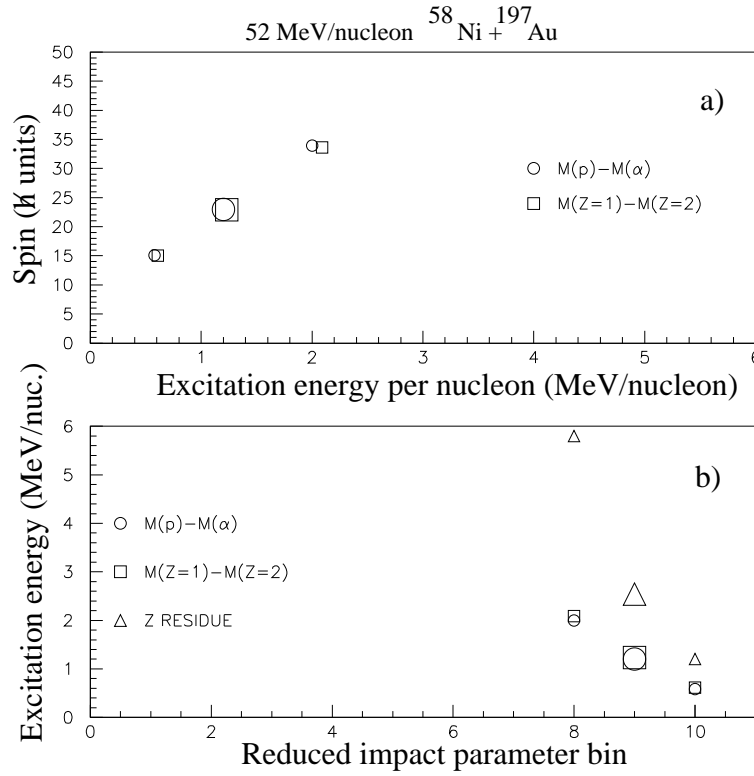 52 MeV/nucleon ⁵⁸Ni + ¹⁹⁷Au
50
45
40
35
30
25
20
15
10
5
0
Spin (ℏ units)
a)
M(p)−M(α)
M(Z=1)−M(Z=2)
0 1 2 3 4 5 6
Excitation energy per nucleon (MeV/nucleon)
6
5
4
3
2
1
0
Excitation energy (MeV/nuc.)
b)
M(p)−M(α)
M(Z=1)−M(Z=2)
Z RESIDUE
0 2 4 6 8 10
Reduced impact parameter bin